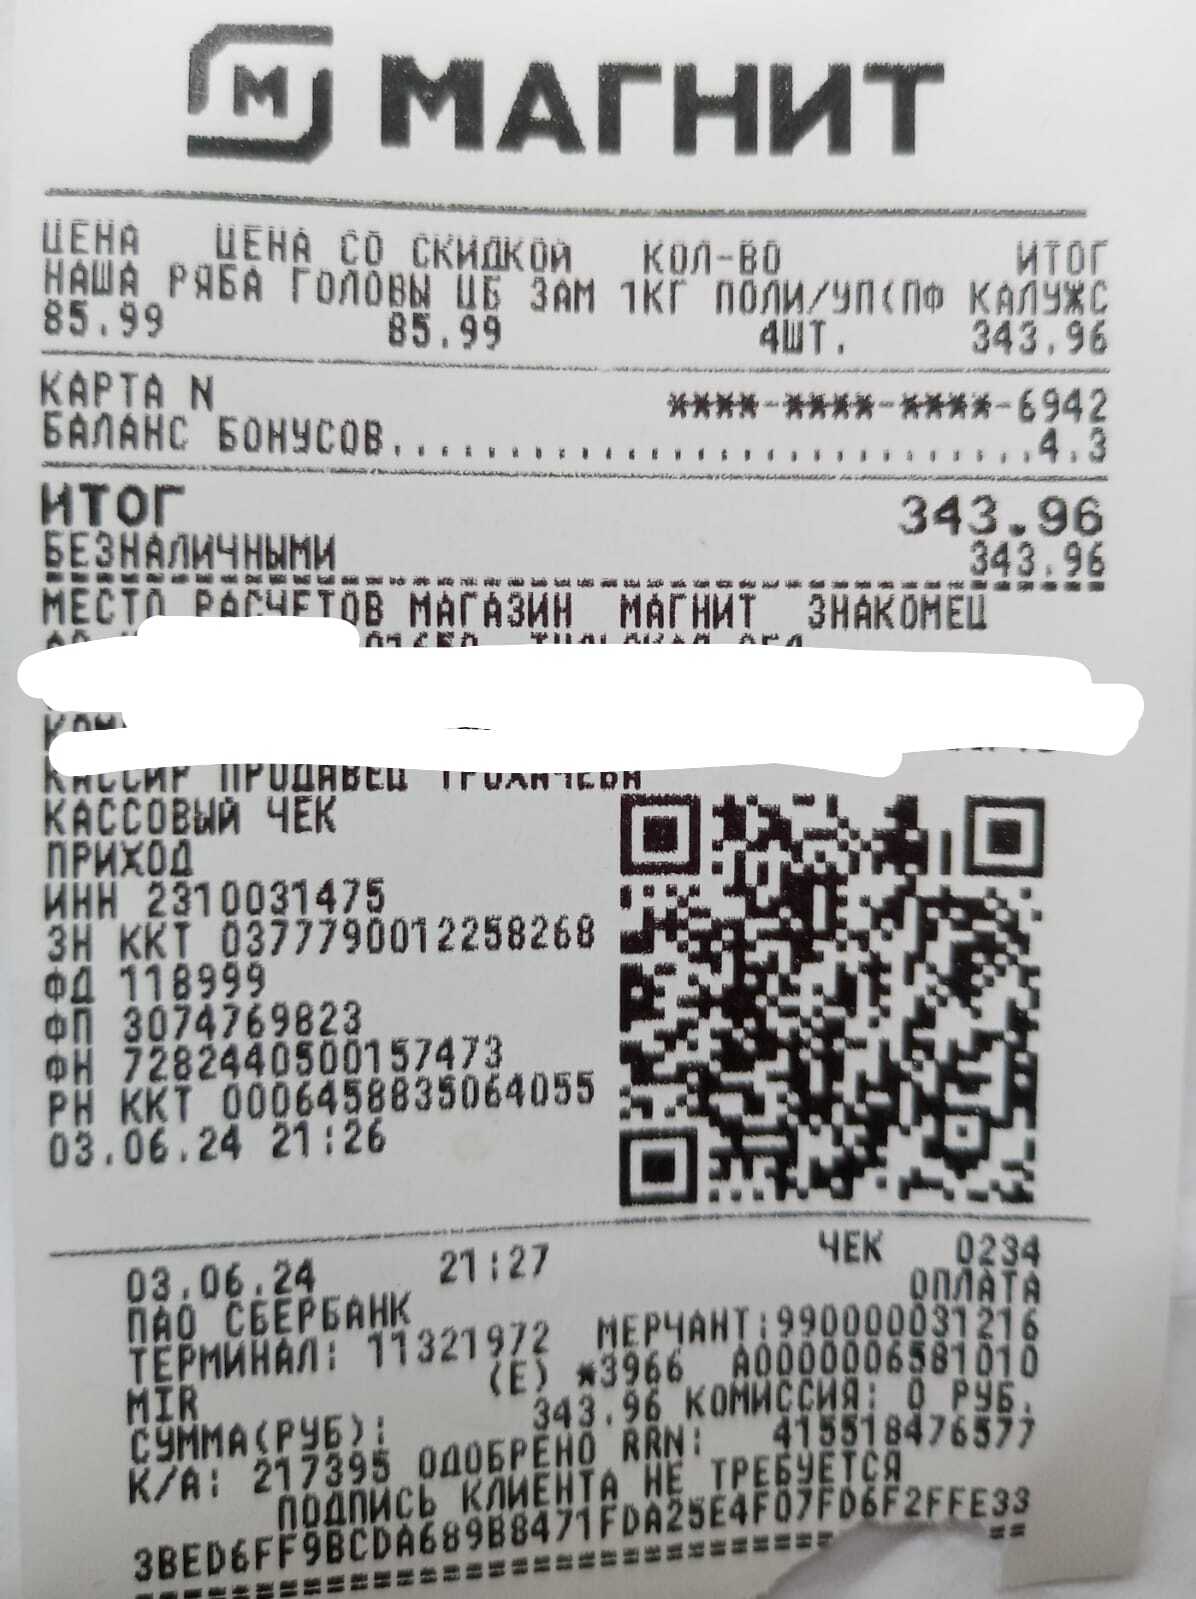 М МАГНИТ
ЦЕНА ЦЕНА СО СКИДКОЙ КОЛ-ВО ИТОГ
НАША РЯБА ГОЛОВЫ ЦБ ЗАМ 1КГ ПОЛИ/УП(ПФ КАЛУЖС
85.99 85.99 4ШТ. 343.96
КАРТА N ****-****-****-6942
БАЛАНС БОНУСОВ.................................4.3
ИТОГ 343.96
БЕЗНАЛИЧНЫМИ 343.96
МЕСТО РАСЧЕТОВ МАГАЗИН МАГНИТ ЗНАКОМЕЦ
КАССИР ПРОДАВЕЦ
КАССОВЫЙ ЧЕК
ПРИХОД
ИНН 2310031475
ЗН ККТ 0377790012258268
ФД 118999
ФП 3074769823
ФН 7282440500157473
РН ККТ 0006458835064055
03.06.24 21:26
03.06.24 21:27 ЧЕК 0234
ПАО СБЕРБАНК ОПЛАТА
ТЕРМИНАЛ: 11321972 МЕРЧАНТ:990000031216
MIR (E) *3966 A0000006581010
СУММА(РУБ): 343.96 КОМИССИЯ: 0 РУБ.
К/А: 217395 ОДОБРЕНО RRN: 415518476577
ПОДПИСЬ КЛИЕНТА НЕ ТРЕБУЕТСЯ
3BED6FF9BCDA689B8471FDA25E4F07FD6F2FFE33